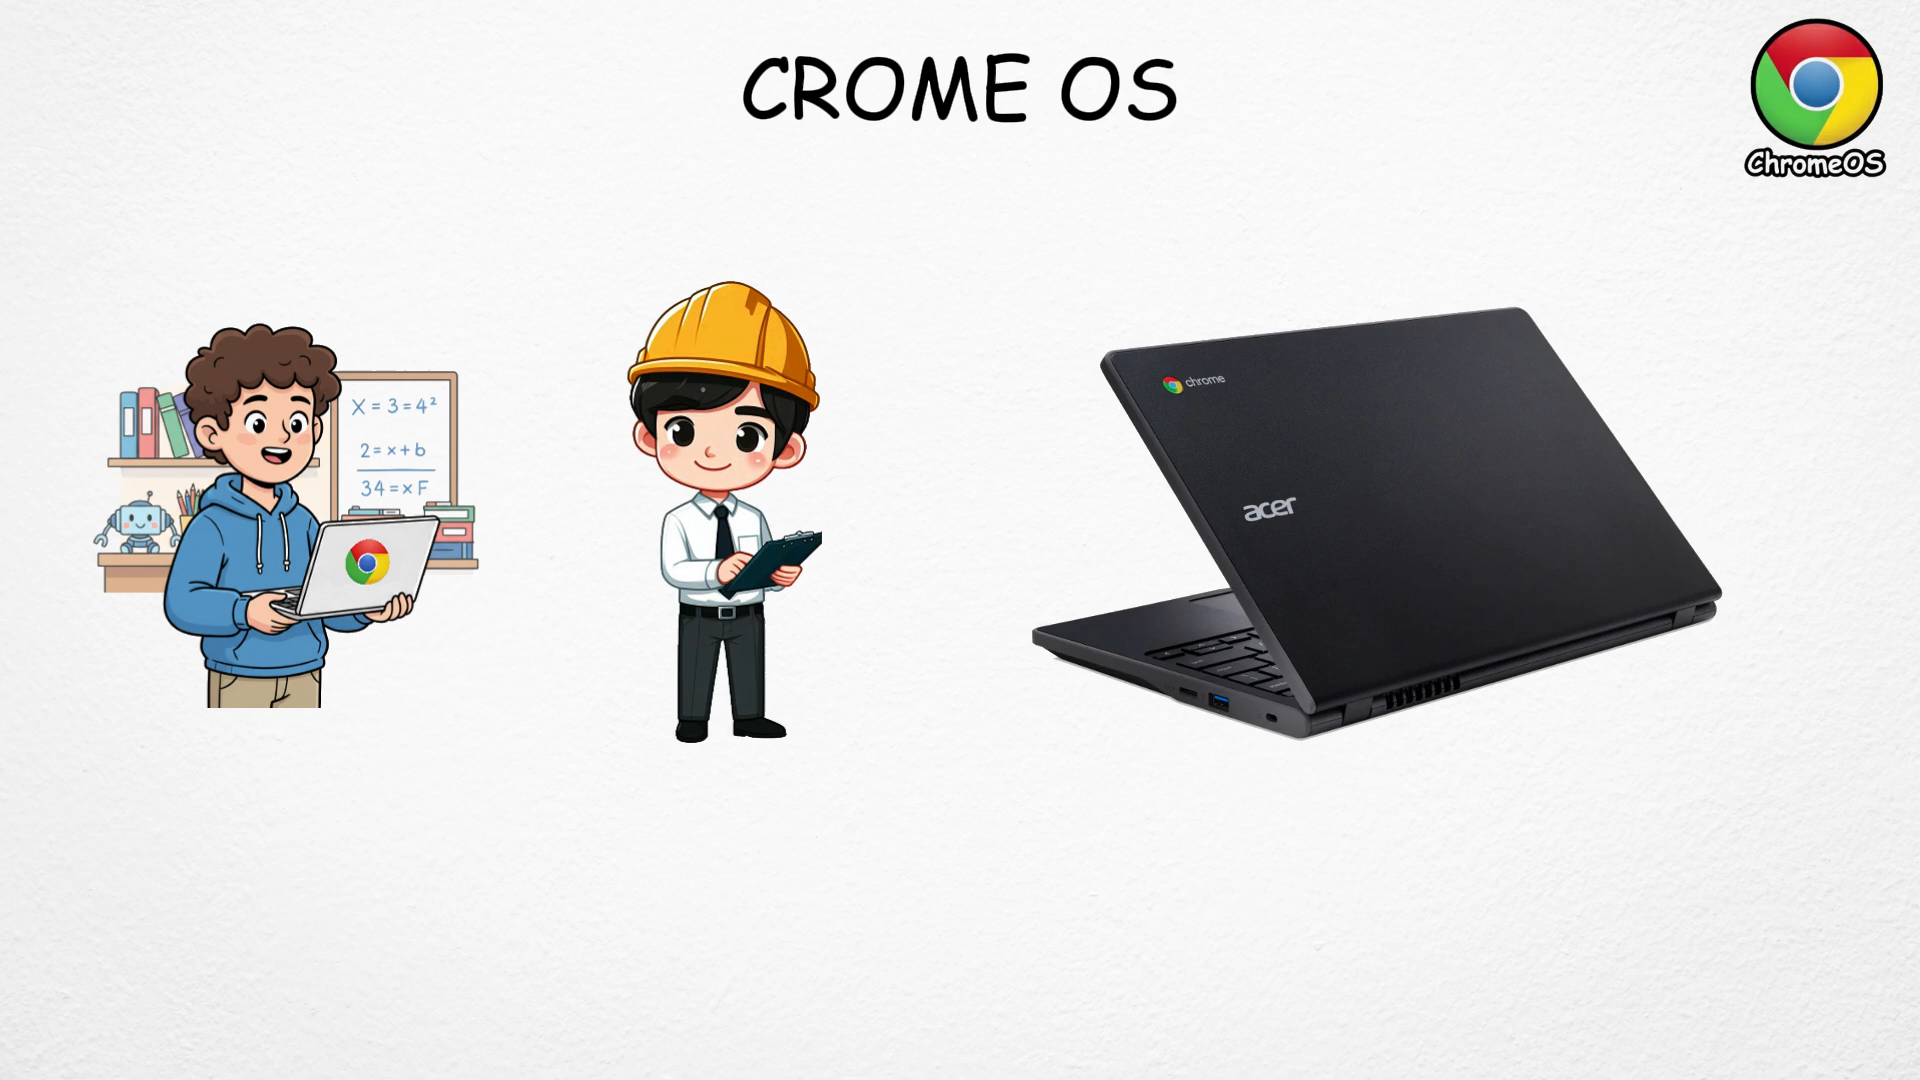 CROME OS
ChromeOS
X = 3 = 4²
2 = x + b
34 = x F
chrome
acer